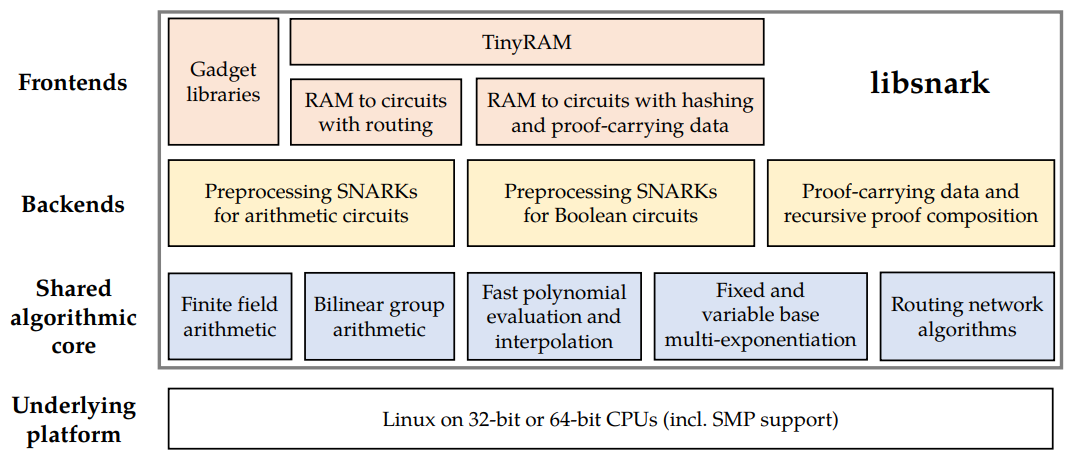 Frontends
Gadget
libraries
TinyRAM
RAM to circuits
with routing
RAM to circuits with hashing
and proof-carrying data
libsnark
Backends
Preprocessing SNARKs
for arithmetic circuits
Preprocessing SNARKs
for Boolean circuits
Proof-carrying data and
recursive proof composition
Shared
algorithmic
core
Finite field
arithmetic
Bilinear group
arithmetic
Fast polynomial
evaluation and
interpolation
Fixed and
variable base
multi-exponentiation
Routing network
algorithms
Underlying
platform
Linux on 32-bit or 64-bit CPUs (incl. SMP support)